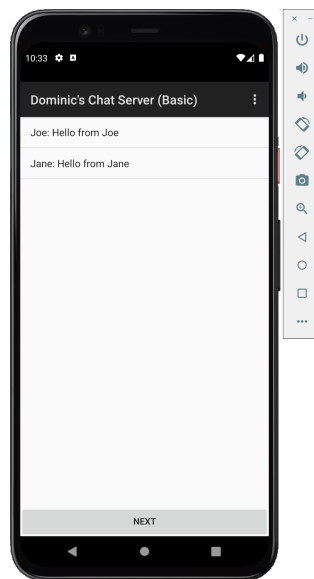 10:33
Dominic's Chat Server (Basic)
Joe: Hello from Joe
Jane: Hello from Jane
NEXT